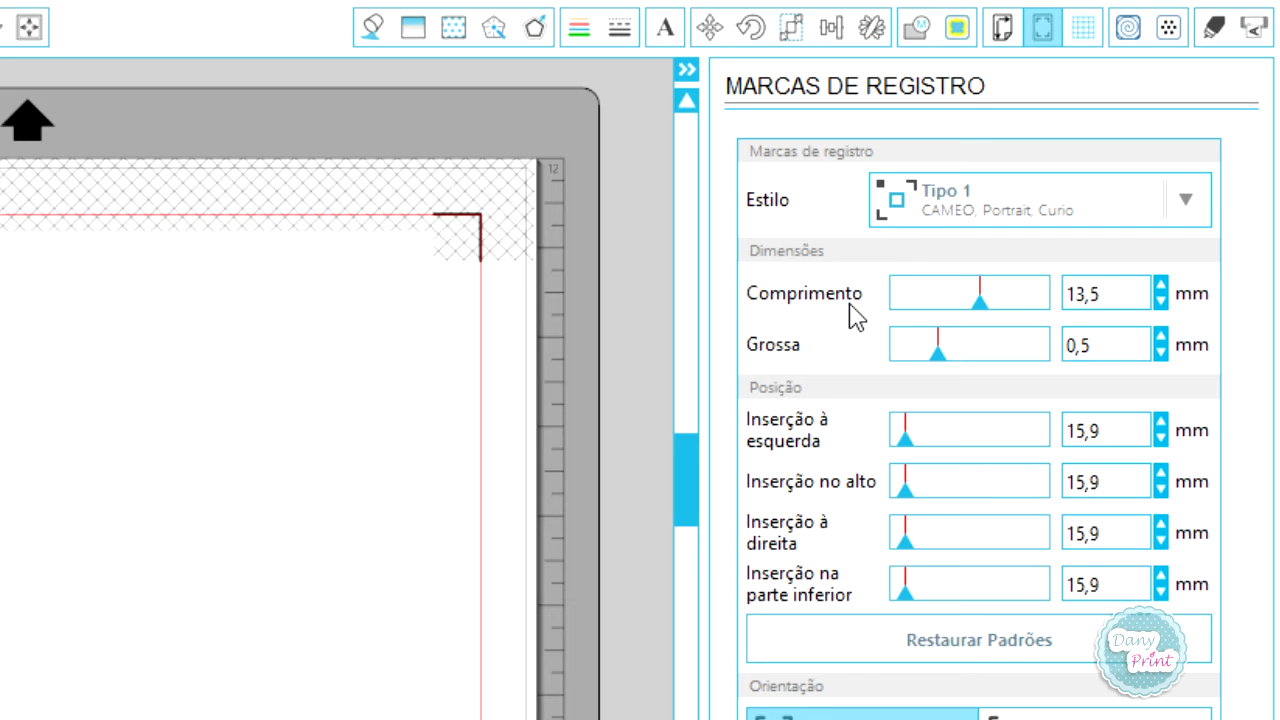 A
12
MARCAS DE REGISTRO
Marcas de registro
Estilo
Tipo 1
CAMEO, Portrait, Curio
Dimensões
Comprimento
13,5
mm
Grossa
0,5
mm
Posição
Inserção à
esquerda
15,9
mm
Inserção no alto
15,9
mm
Inserção à
direita
15,9
mm
Inserção na
parte inferior
15,9
mm
Restaurar Padrões
Dany
Print
Orientação